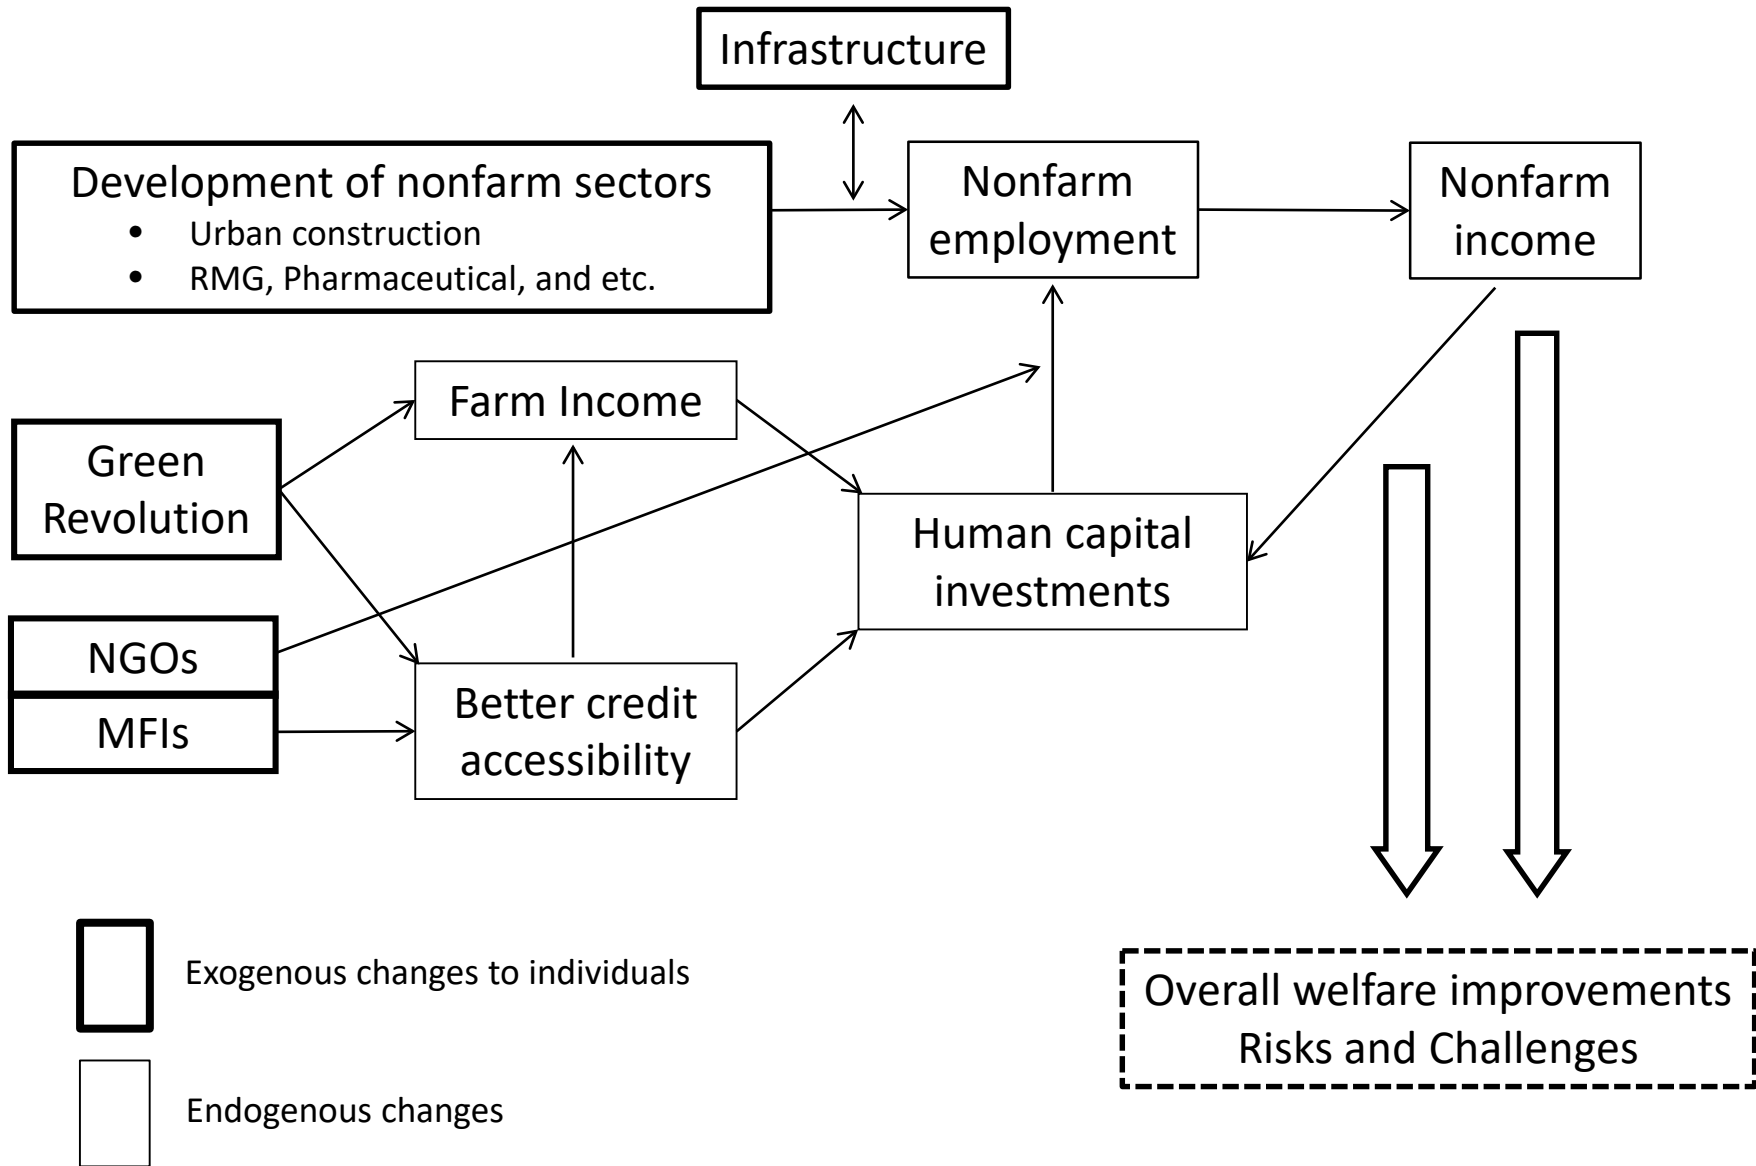 Infrastructure
Development of nonfarm sectors
• Urban construction
• RMG, Pharmaceutical, and etc.
Nonfarm
employment
Nonfarm
income
Farm Income
Green
Revolution
Human capital
investments
NGOs
MFIs
Better credit
accessibility
Exogenous changes to individuals
Overall welfare improvements
Risks and Challenges
Endogenous changes